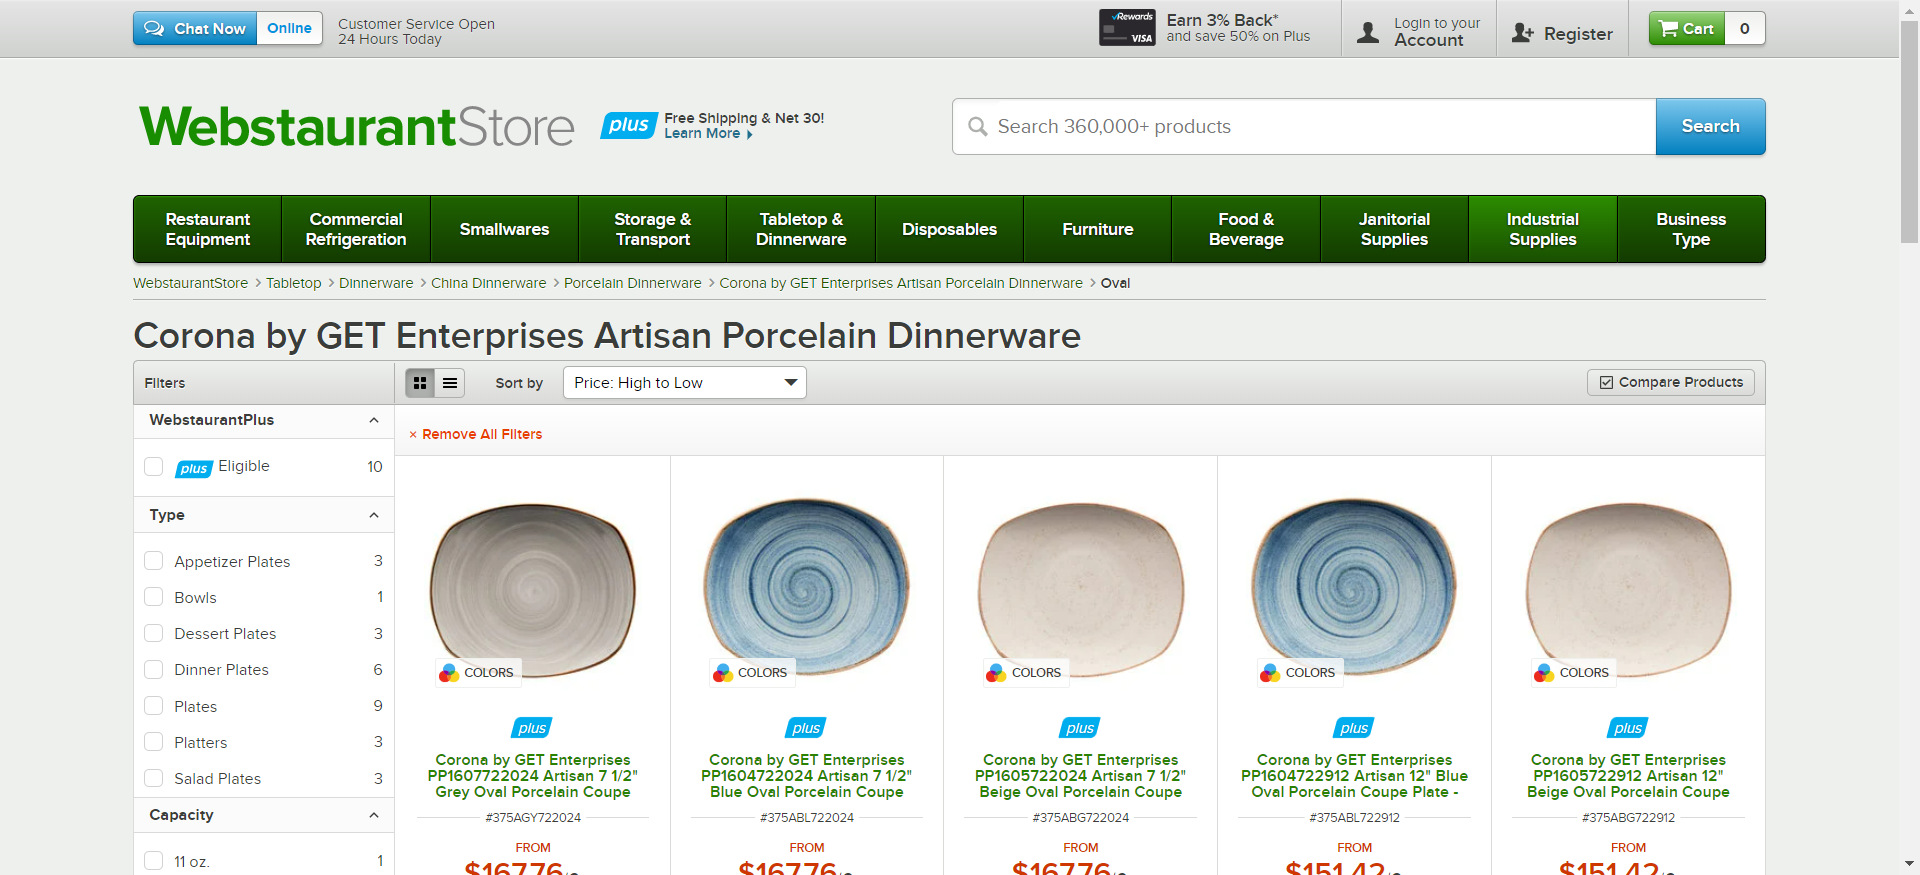 Chat Now Online
Customer Service Open
24 Hours Today
Rewards
VISA
Earn 3% Back*
and save 50% on Plus
Login to your
Account
Register
Cart 0
WebstaurantStore
plus
Free Shipping & Net 30!
Learn More
Search 360,000+ products
Search
Restaurant
Equipment
Commercial
Refrigeration
Smallwares
Storage &
Transport
Tabletop &
Dinnerware
Disposables
Furniture
Food &
Beverage
Janitorial
Supplies
Industrial
Supplies
Business
Type
WebstaurantStore > Tabletop > Dinnerware > China Dinnerware > Porcelain Dinnerware > Corona by GET Enterprises Artisan Porcelain Dinnerware > Oval
Corona by GET Enterprises Artisan Porcelain Dinnerware
Filters
Sort by
Price: High to Low
Compare Products
WebstaurantPlus
plus Eligible 10
Type
Appetizer Plates 3
Bowls 1
Dessert Plates 3
Dinner Plates 6
Plates 9
Platters 3
Salad Plates 3
Capacity
11 oz. 1
× Remove All Filters
COLORS
plus
Corona by GET Enterprises
PP1607722024 Artisan 7 1/2"
Grey Oval Porcelain Coupe
#375AGY722024
FROM
$167.76
COLORS
plus
Corona by GET Enterprises
PP1604722024 Artisan 7 1/2"
Blue Oval Porcelain Coupe
#375ABL722024
FROM
$167.76
COLORS
plus
Corona by GET Enterprises
PP1605722024 Artisan 7 1/2"
Beige Oval Porcelain Coupe
#375ABG722024
FROM
$167.76
COLORS
plus
Corona by GET Enterprises
PP1604722912 Artisan 12" Blue
Oval Porcelain Coupe Plate -
#375ABL722912
FROM
$151.42
COLORS
plus
Corona by GET Enterprises
PP1605722912 Artisan 12"
Beige Oval Porcelain Coupe
#375ABG722912
FROM
$151.42